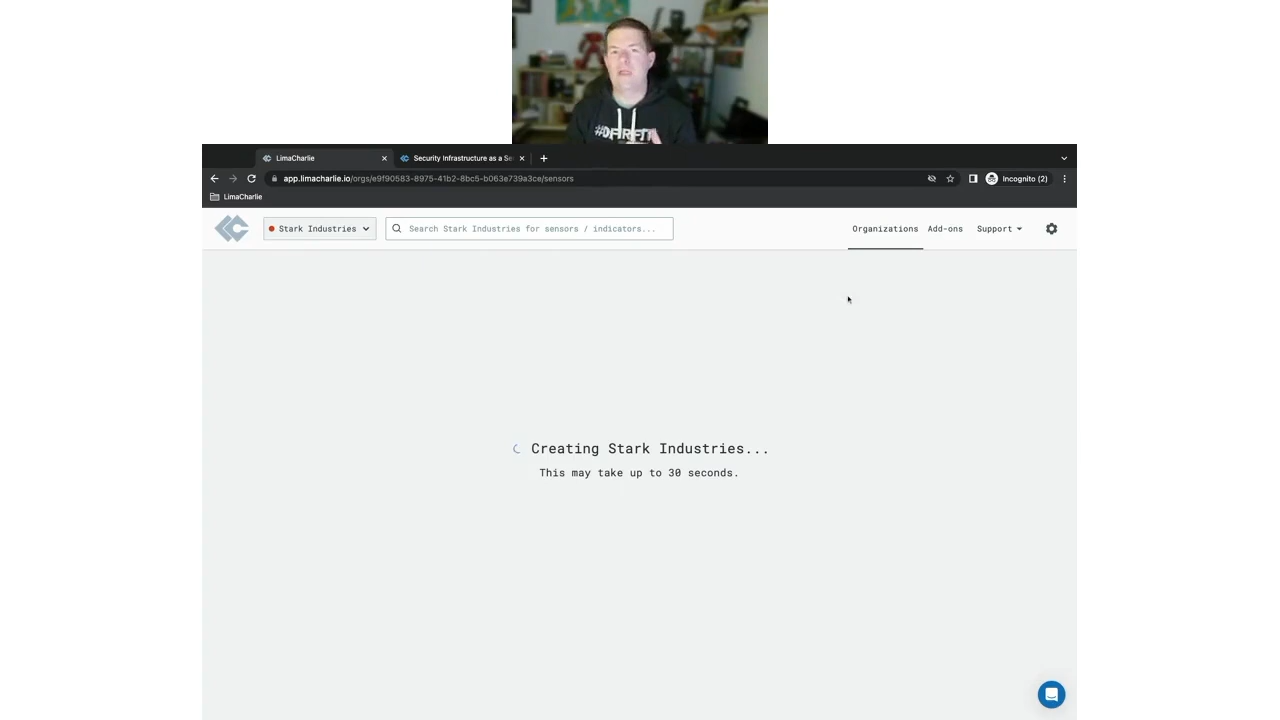 #DFIRFIT
LimaCharlie
Security Infrastructure as a Se
app.limacharlie.io/orgs/e9f90583-8975-41b2-8bc5-b063e739a3ce/sensors
Incognito (2)
LimaCharlie
Stark Industries
Search Stark Industries for sensors / indicators...
Organizations
Add-ons
Support
Creating Stark Industries...
This may take up to 30 seconds.